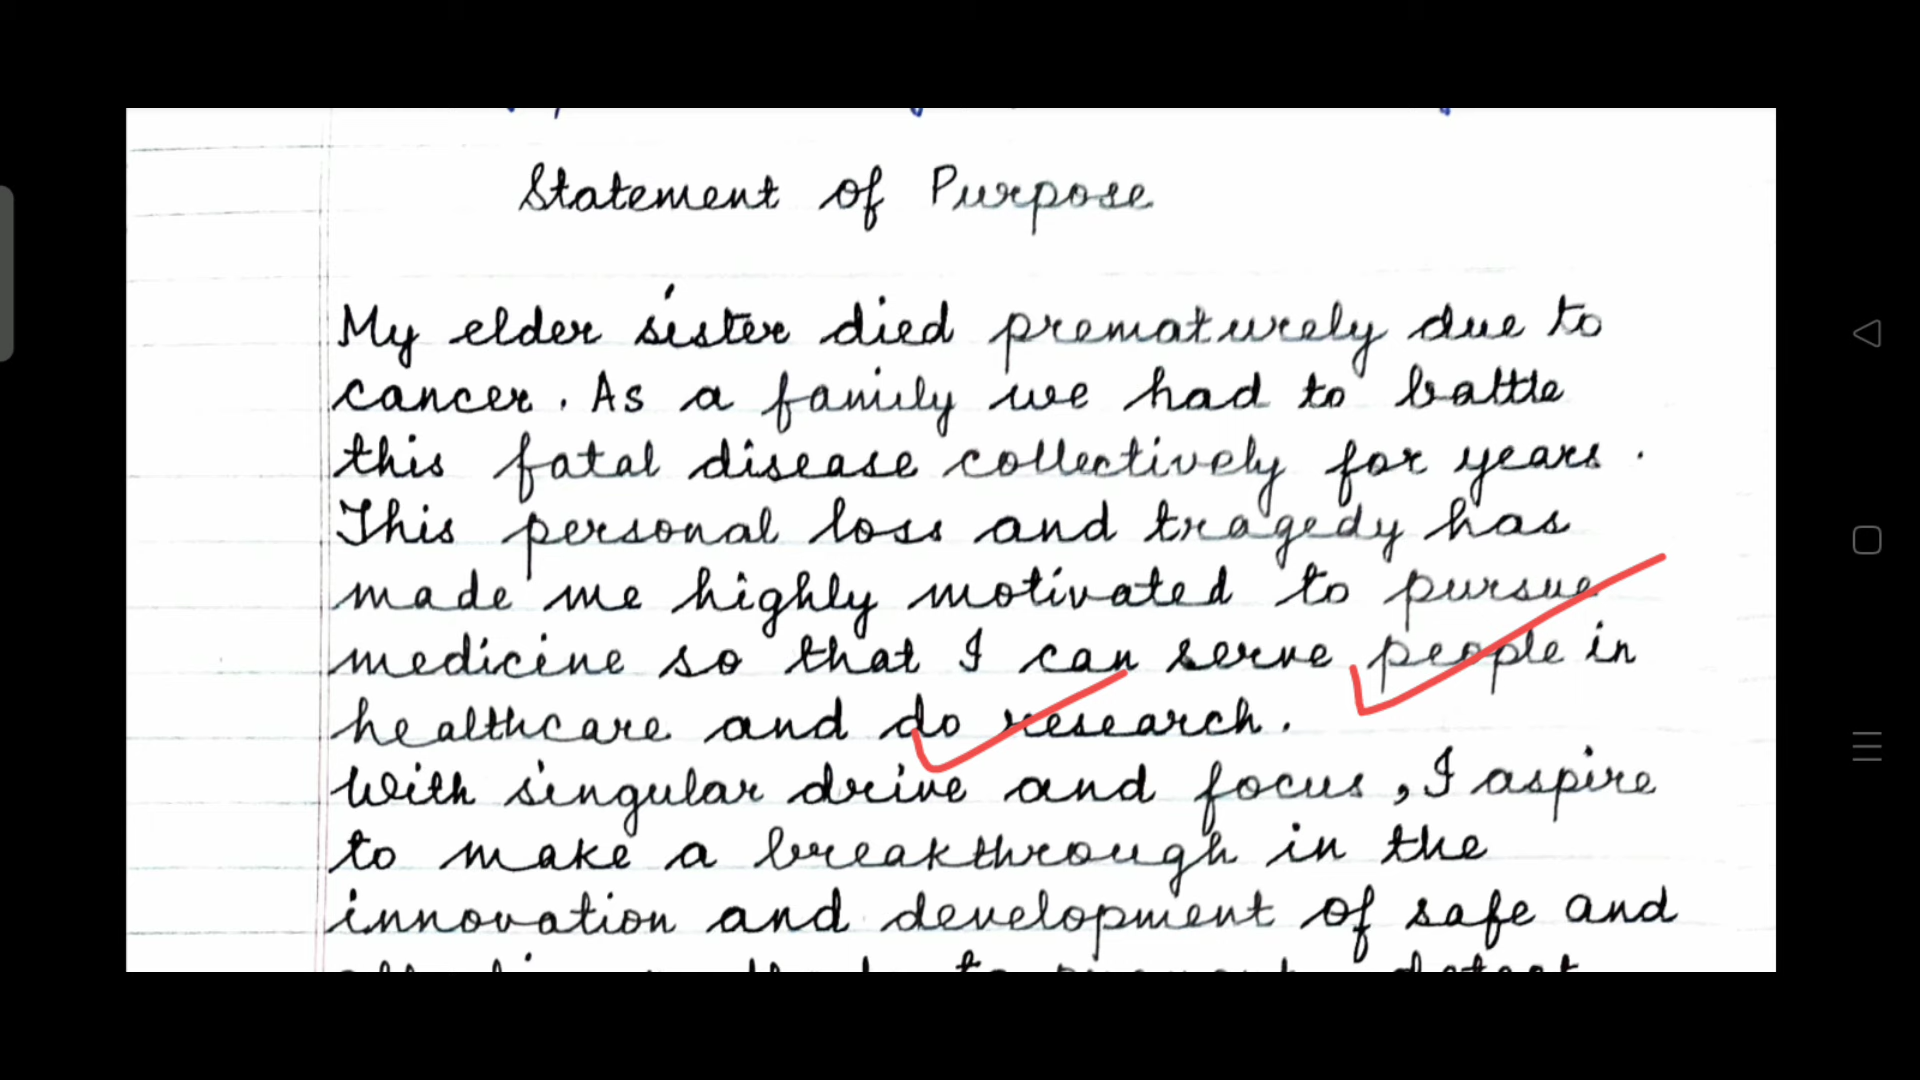 Statement of Purpose
My elder sister died prematurely due to
cancer. As a family we had to battle
this fatal disease collectively for years.
This personal loss and tragedy has
made me highly motivated to pursue
medicine so that I can serve people in
healthcare and do research.
With singular drive and focus, I aspire
to make a breakthrough in the
innovation and development of safe and